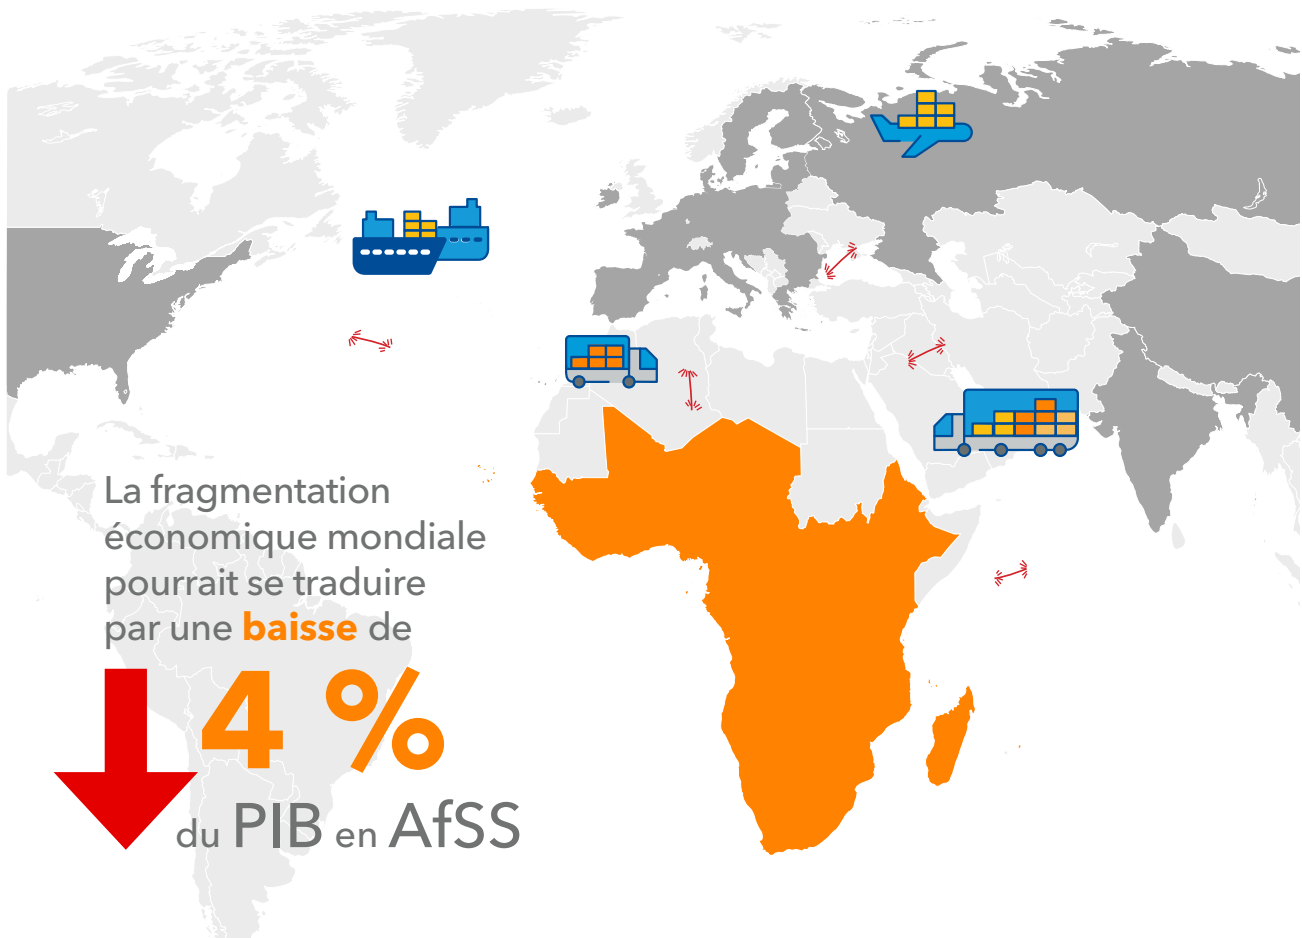 La fragmentation
économique mondiale
pourrait se traduire
par une baisse de
4 %
du PIB en AfSS